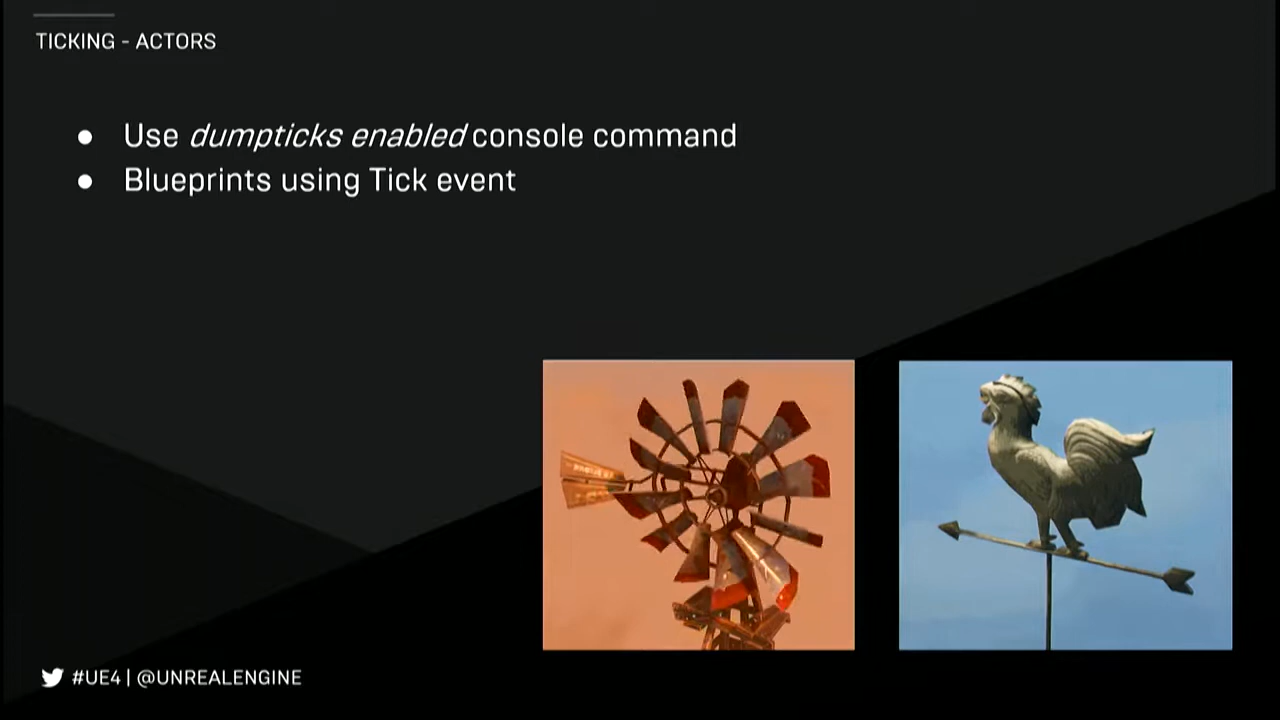 TICKING - ACTORS
● Use dumpticks enabled console command
● Blueprints using Tick event
#UE4 | @UNREALENGINE